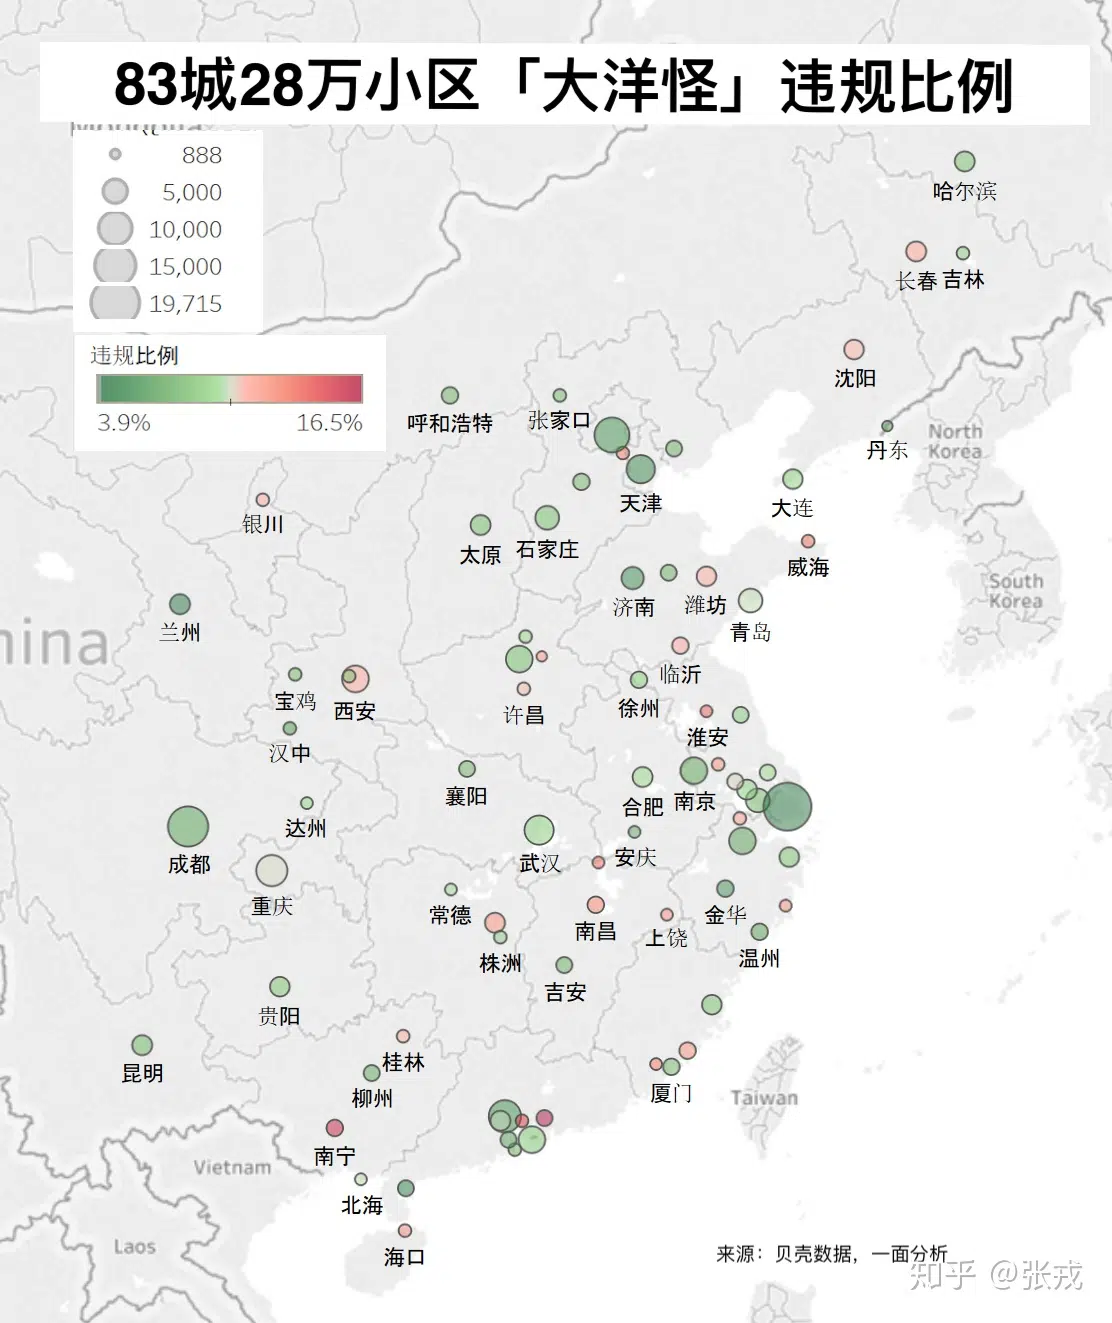 83城28万小区「大洋怪」违规比例
888
5,000
10,000
15,000
19,715
违规比例
3.9%
16.5%
哈尔滨
长春
吉林
沈阳
呼和浩特
张家口
丹东
North
Korea
天津
大连
银川
太原
石家庄
威海
South
Korea
济南
潍坊
青岛
兰州
hina
临沂
宝鸡
西安
许昌
徐州
淮安
汉中
襄阳
合肥
南京
达州
成都
武汉
安庆
重庆
常德
南昌
上饶
金华
株洲
温州
吉安
贵阳
昆明
桂林
柳州
厦门
Taiwan
南宁
Vietnam
北海
Laos
海口
来源：贝壳数据，一面分析
知乎 @张戎